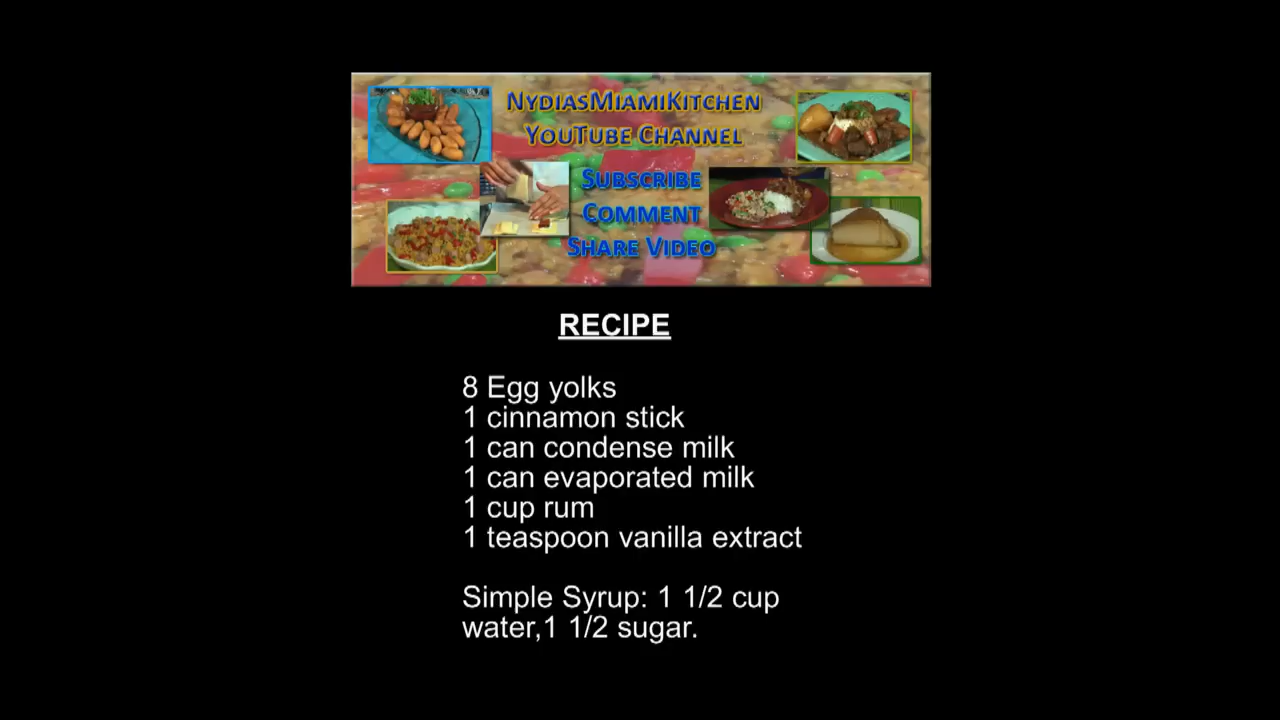 NydiasMiamiKitchen
YouTube Channel
Subscribe
Comment
Share Video
RECIPE
8 Egg yolks
1 cinnamon stick
1 can condense milk
1 can evaporated milk
1 cup rum
1 teaspoon vanilla extract
Simple Syrup: 1 1/2 cup
water,1 1/2 sugar.